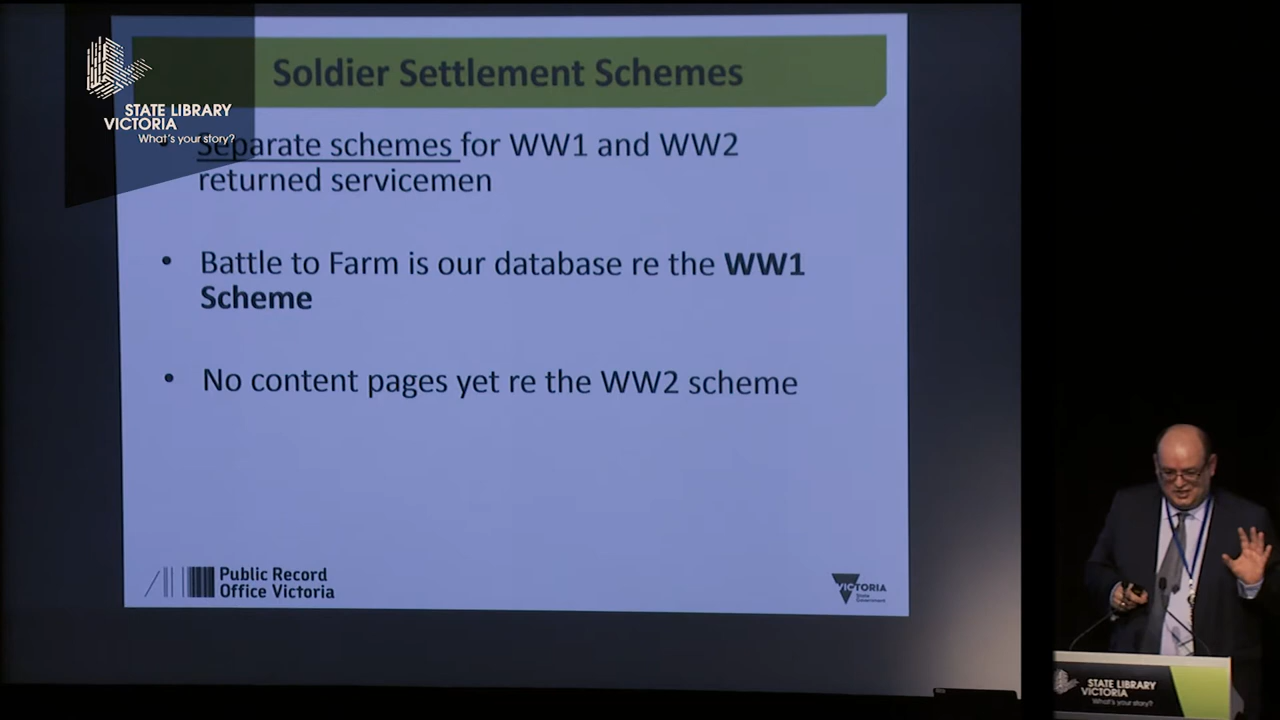 STATE LIBRARY
VICTORIA
What's your story?
Soldier Settlement Schemes
• Separate schemes for WW1 and WW2
returned servicemen
• Battle to Farm is our database re the WW1
Scheme
• No content pages yet re the WW2 scheme
Public Record
Office Victoria
VICTORIA
State
Government
STATE LIBRARY
VICTORIA
What's your story?